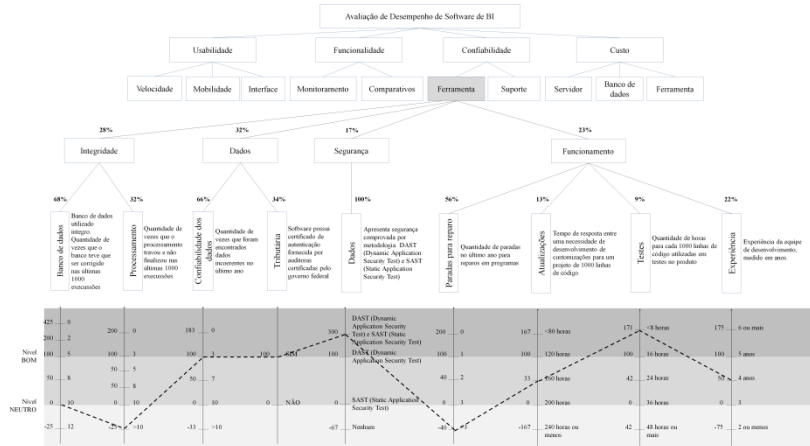 Avaliação de Desempenho de Software de BI
Usabilidade
Funcionalidade
Confiabilidade
Custo
Velocidade
Mobilidade
Interface
Monitoramento
Comparativos
Ferramenta
Suporte
Servidor
Banco de
dados
Ferramenta
28%
32%
17%
23%
Integridade
Dados
Segurança
Funcionamento
68%
32%
66%
34%
100%
56%
13%
9%
22%
Banco de dados
Banco de dados
utilizado
integro.
Quantidade de
vezes que o
banco teve que
ser corrigido
nas últimas
1000
execussões
Processamento
Quantidade de
vezes que o
processamento
travou e não
finalizou nas
últimas 1000
execussões
Confiabilidade dos
dados
Quantidade de
vezes que foram
encontrados
dados
incorrentes no
último ano
Tributária
Software possui
certificado de
autenticação
fornecida por
auditoras
certificadas pelo
governo federal
Dados
Apresenta segurança
comprovada por
metodologia DAST
(Dynamic Application
Security Test) e SAST
(Static Application
Security Test)
Paradas para reparo
Quantidade de paradas
no último ano para
reparos em programas
Atualizações
Tempo de resposta entre
uma necessidade de
desenvolvimento de
customizações para um
projeto de 1000 linhas
de código
Testes
Quantidade de horas
para cada 1000 linhas
de código utilizadas em
testes no produto
Experiência
Experiência da equipe
de desenvolvimento,
medido em anos
Nível
BOM
Nível
NEUTRO
425 0
200 2
100 5
50 8
0 10
-25 12
200 0
100 3
50 5
50 8
0 10
-25 >10
183 0
100 3
50 7
0 10
-33 >10
100 SIM
0 NÃO
300
DAST (Dynamic
Application Security
Test) e SAST (Static
Application Security Test)
100
DAST (Dynamic
Application Security Test)
0
SAST (Static Application
Security Test)
-67 Nenhum
200 0
100 1
40 2
0 3
-40
167 <80 horas
100 120 horas
33 160 horas
0 200 horas
-167 240 horas ou
menos
171 <8 horas
100 16 horas
42 24 horas
0 36 horas
42 48 horas ou
mais
175 6 ou mais
100 5 anos
50 4 anos
0 3
-75 2 ou menos